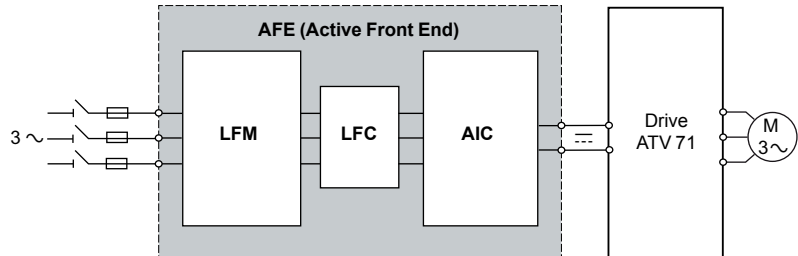 AFE (Active Front End)
LFM
LFC
AIC
3 ~
Drive
ATV 71
M
3~